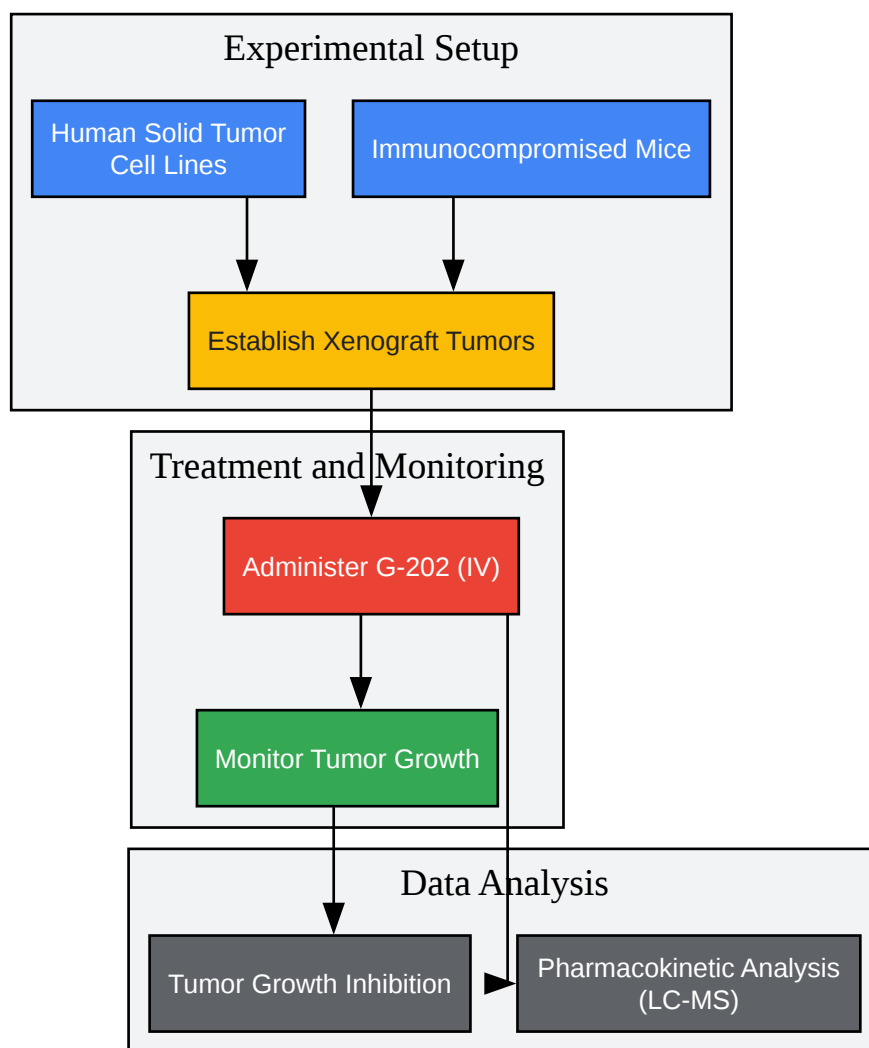 Experimental Setup
Human Solid Tumor
Cell Lines
Immunocompromised Mice
Establish Xenograft Tumors
Treatment and Monitoring
Administer G-202 (IV)
Monitor Tumor Growth
Data Analysis
Tumor Growth Inhibition
Pharmacokinetic Analysis
(LC-MS)